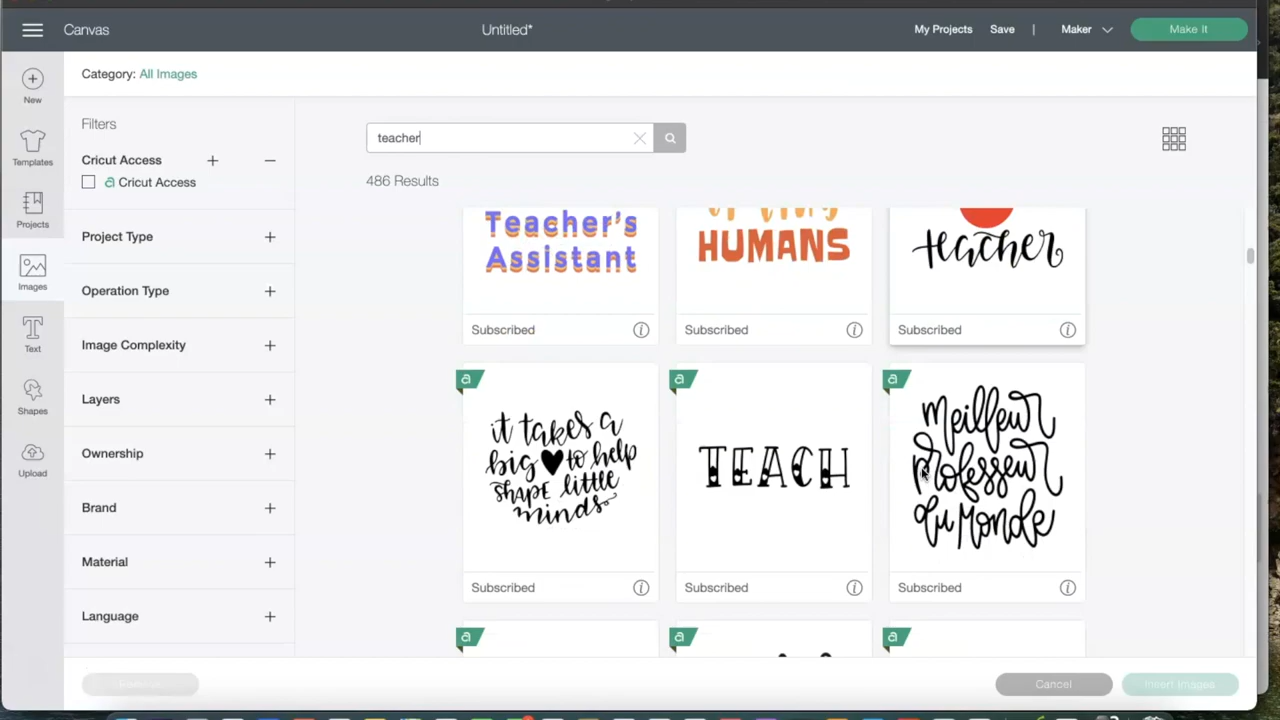 Canvas
Untitled*
My Projects
Save
|
Maker
Make It
New
Templates
Projects
Images
Text
Shapes
Upload
Category: All Images
Filters
Cricut Access
a Cricut Access
Project Type
Operation Type
Image Complexity
Layers
Ownership
Brand
Material
Language
teacher
486 Results
Teacher's
Assistant
Subscribed
HUMANS
Subscribed
teacher
Subscribed
a
it takes a
big to help
shape little
minds
Subscribed
a
TEACH
Subscribed
a
meilleur
professeur
du monde
Subscribed
a
a
a
Cancel
Insert Images